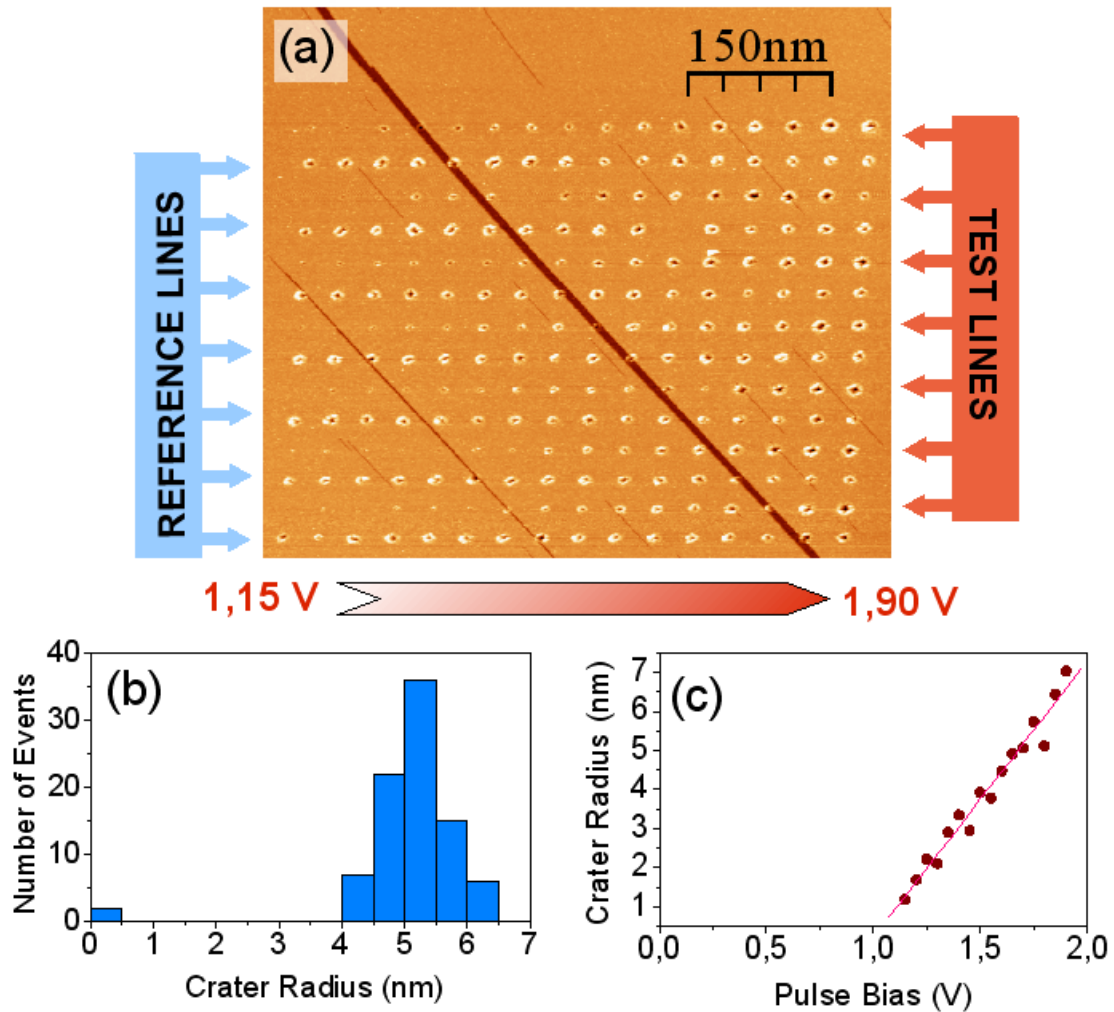 (a)
150nm
REFERENCE LINES
TEST LINES
1,15 V
1,90 V
(b)
Number of Events
40
30
20
10
0
0 1 2 3 4 5 6 7
Crater Radius (nm)
(c)
Crater Radius (nm)
7
6
5
4
3
2
1
0,0 0,5 1,0 1,5 2,0
Pulse Bias (V)